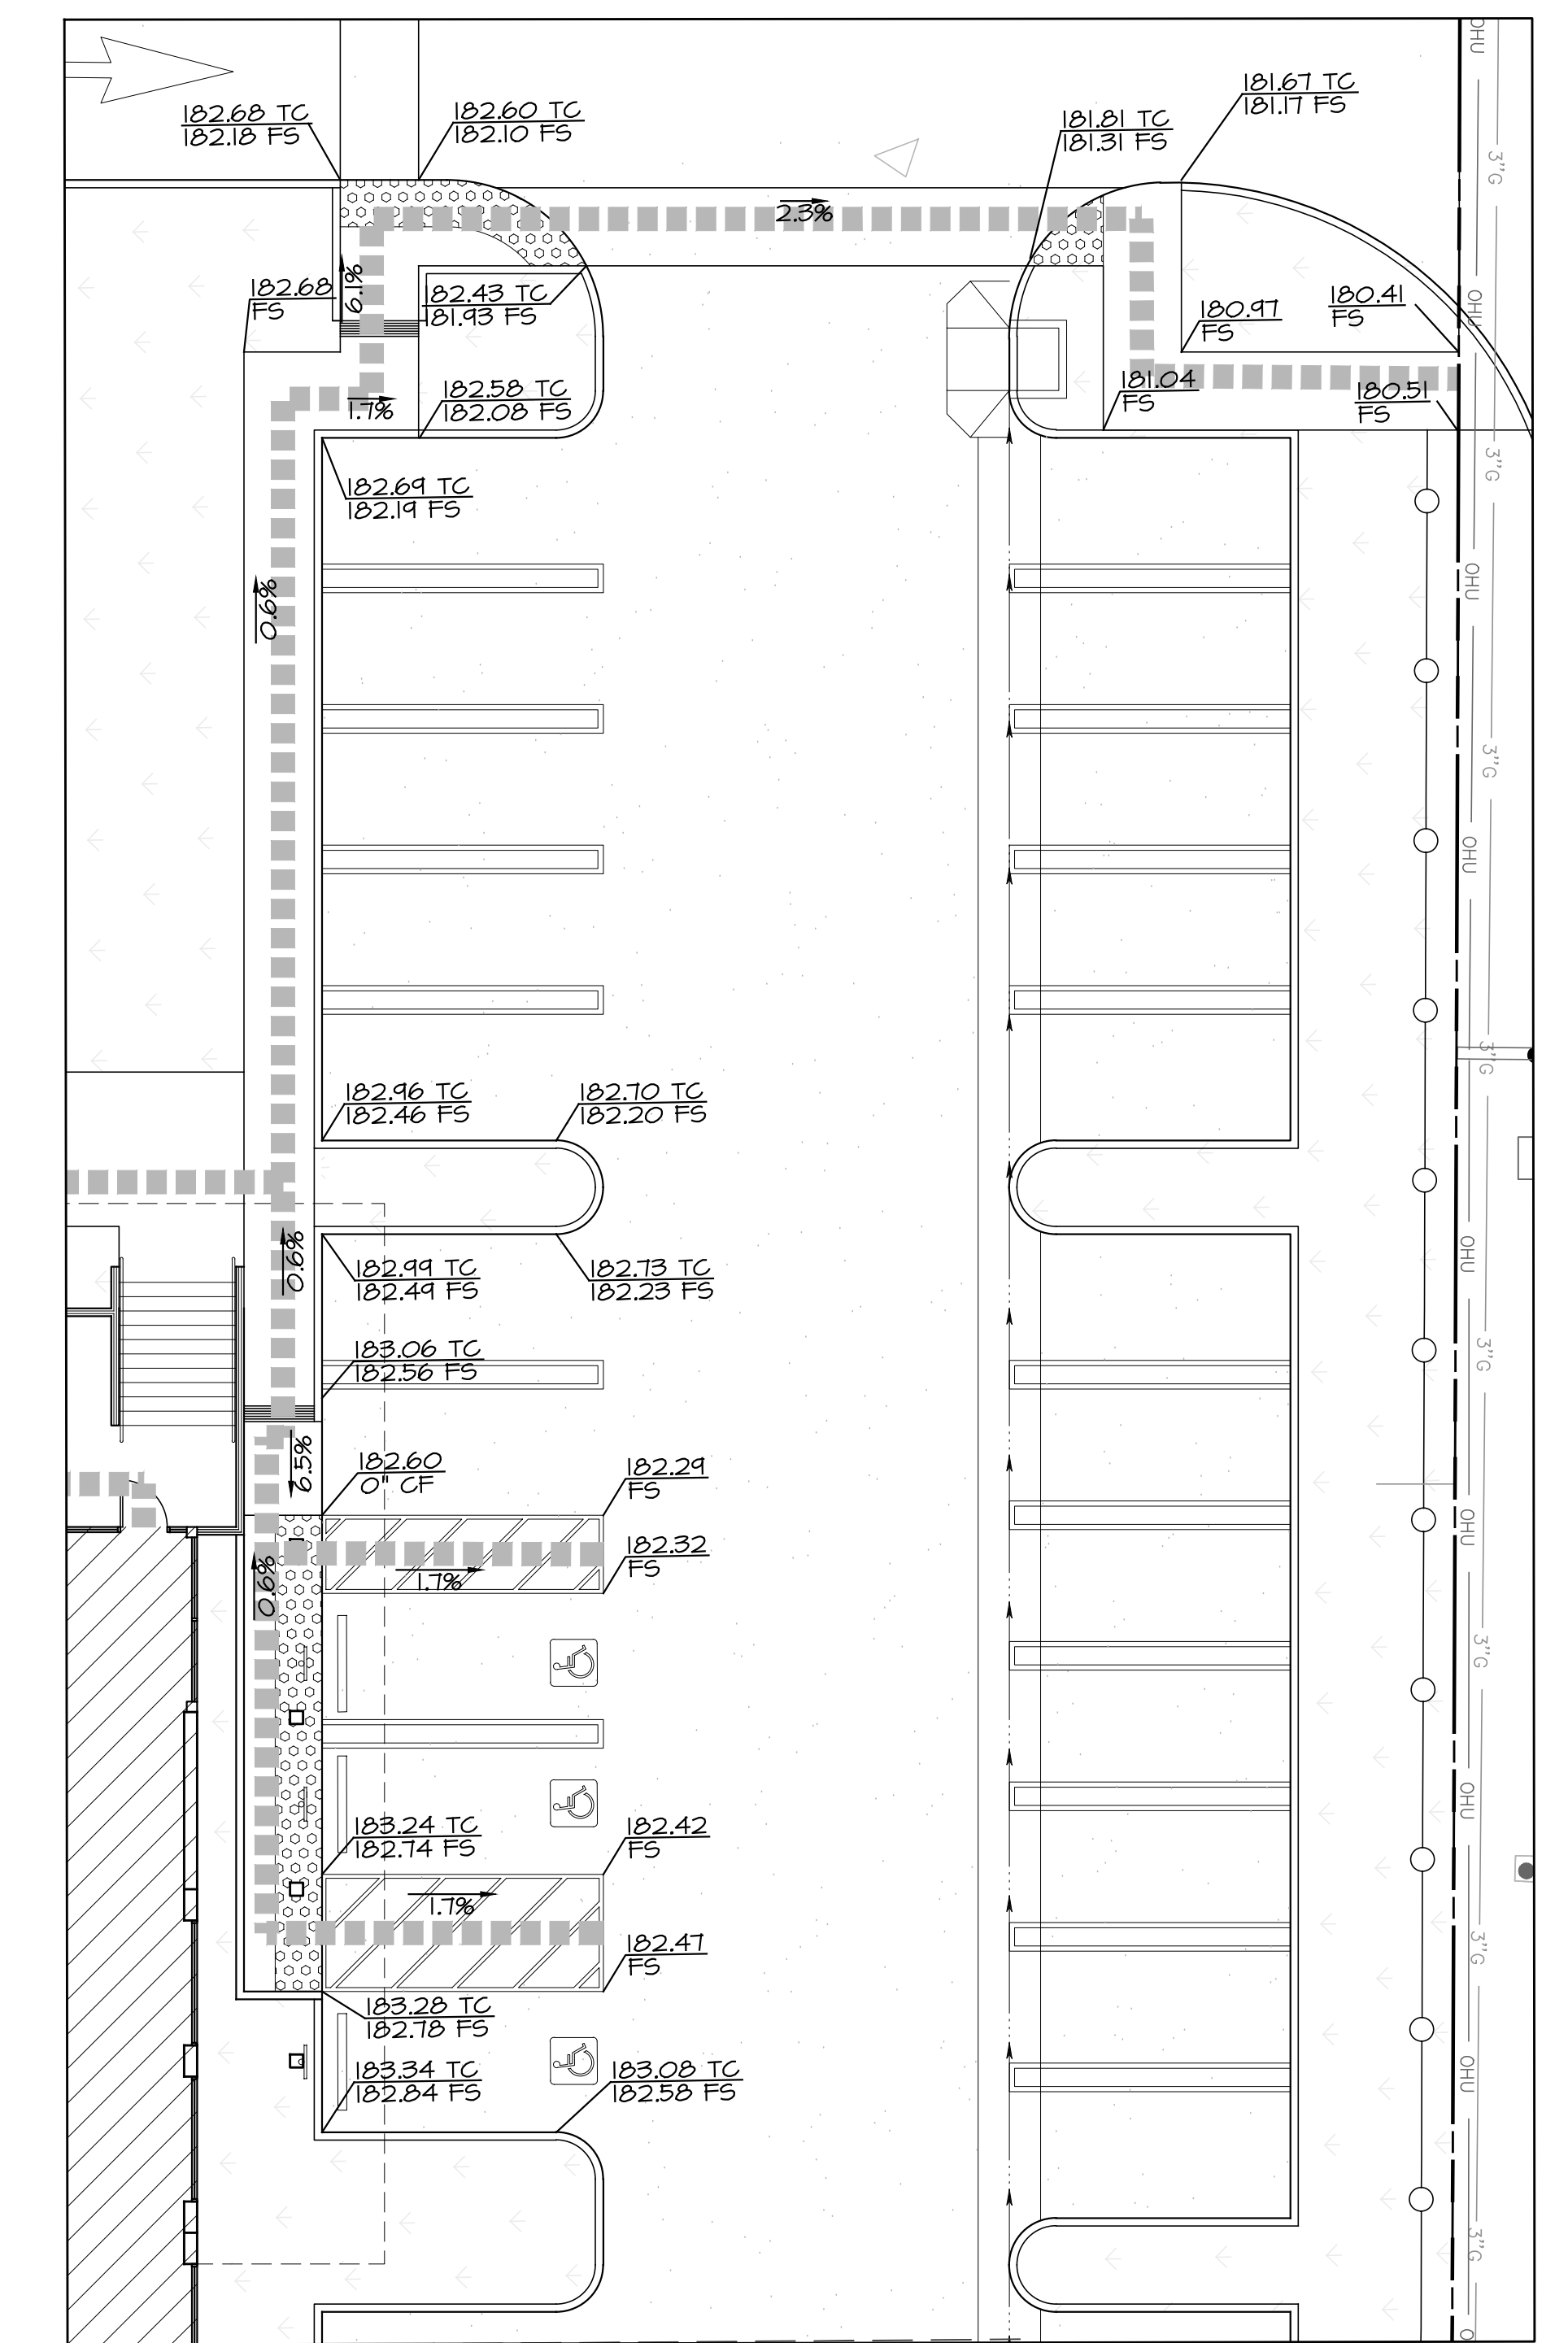 182.68 TC
182.18 FS
182.60 TC
182.10 FS
181.81 TC
181.31 FS
181.67 TC
181.17 FS
OHU
3"G
2.3%
182.68
FS
6.1%
182.43 TC
181.93 FS
180.97
FS
180.41
FS
OHU
1.7%
182.58 TC
182.08 FS
181.04
FS
180.51
FS
3"G
182.69 TC
182.19 FS
0.6%
OHU
3"G
OHU
3"G
182.96 TC
182.46 FS
182.70 TC
182.20 FS
0.6%
182.99 TC
182.49 FS
182.73 TC
182.23 FS
OHU
183.06 TC
182.56 FS
3"G
6.5%
182.60
0" CF
182.29
FS
OHU
182.32
FS
0.6%
1.7%
3"G
183.24 TC
182.74 FS
182.42
FS
OHU
1.7%
182.47
FS
3"G
183.28 TC
182.78 FS
183.34 TC
182.84 FS
183.08 TC
182.58 FS
OHU
3"G
O